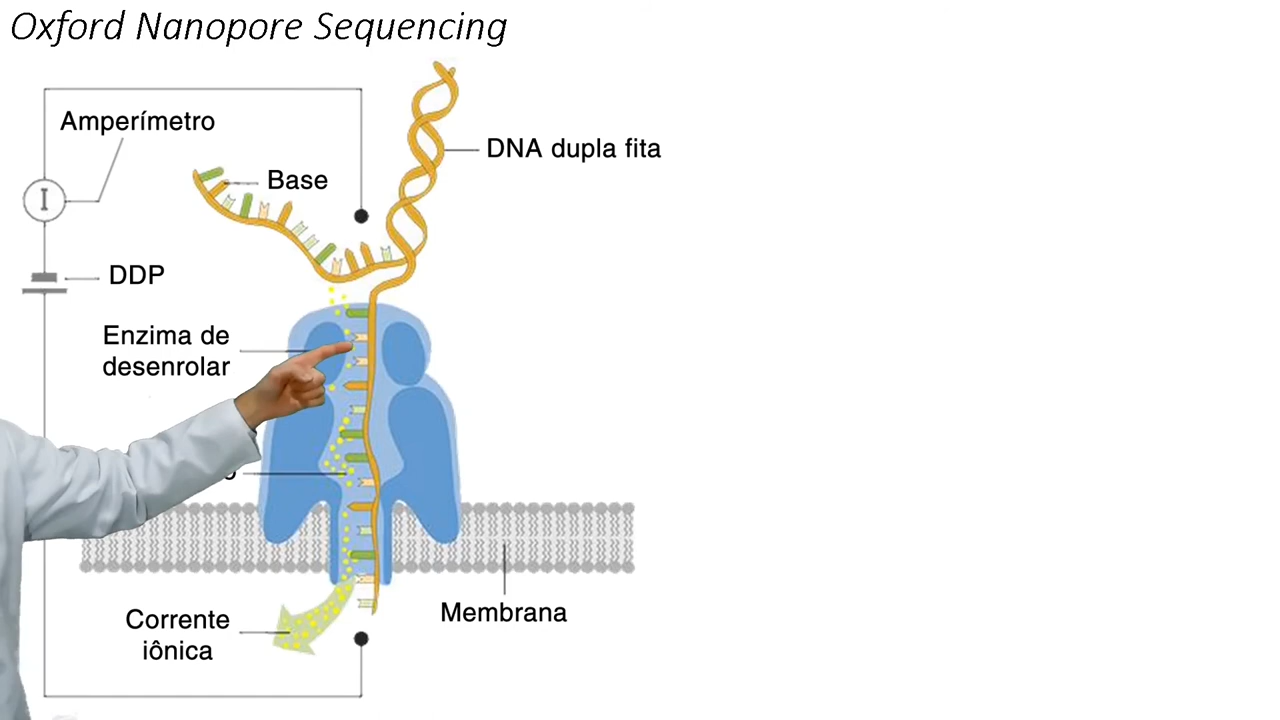 Oxford Nanopore Sequencing
Amperímetro
I
DNA dupla fita
Base
DDP
Enzima de
desenrolar
Membrana
Corrente
iônica